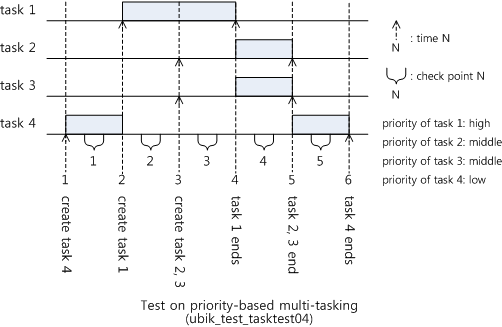 task 1
task 2
task 3
task 4
N
: time N
N
: check point N
priority of task 1: high
priority of task 2: middle
priority of task 3: middle
priority of task 4: low
1
2
3
4
5
1
2
3
4
5
6
create task 4
create task 1
create task 2, 3
task 1 ends
task 2, 3 end
task 4 ends
Test on priority-based multi-tasking
(ubik_test_tasktest04)